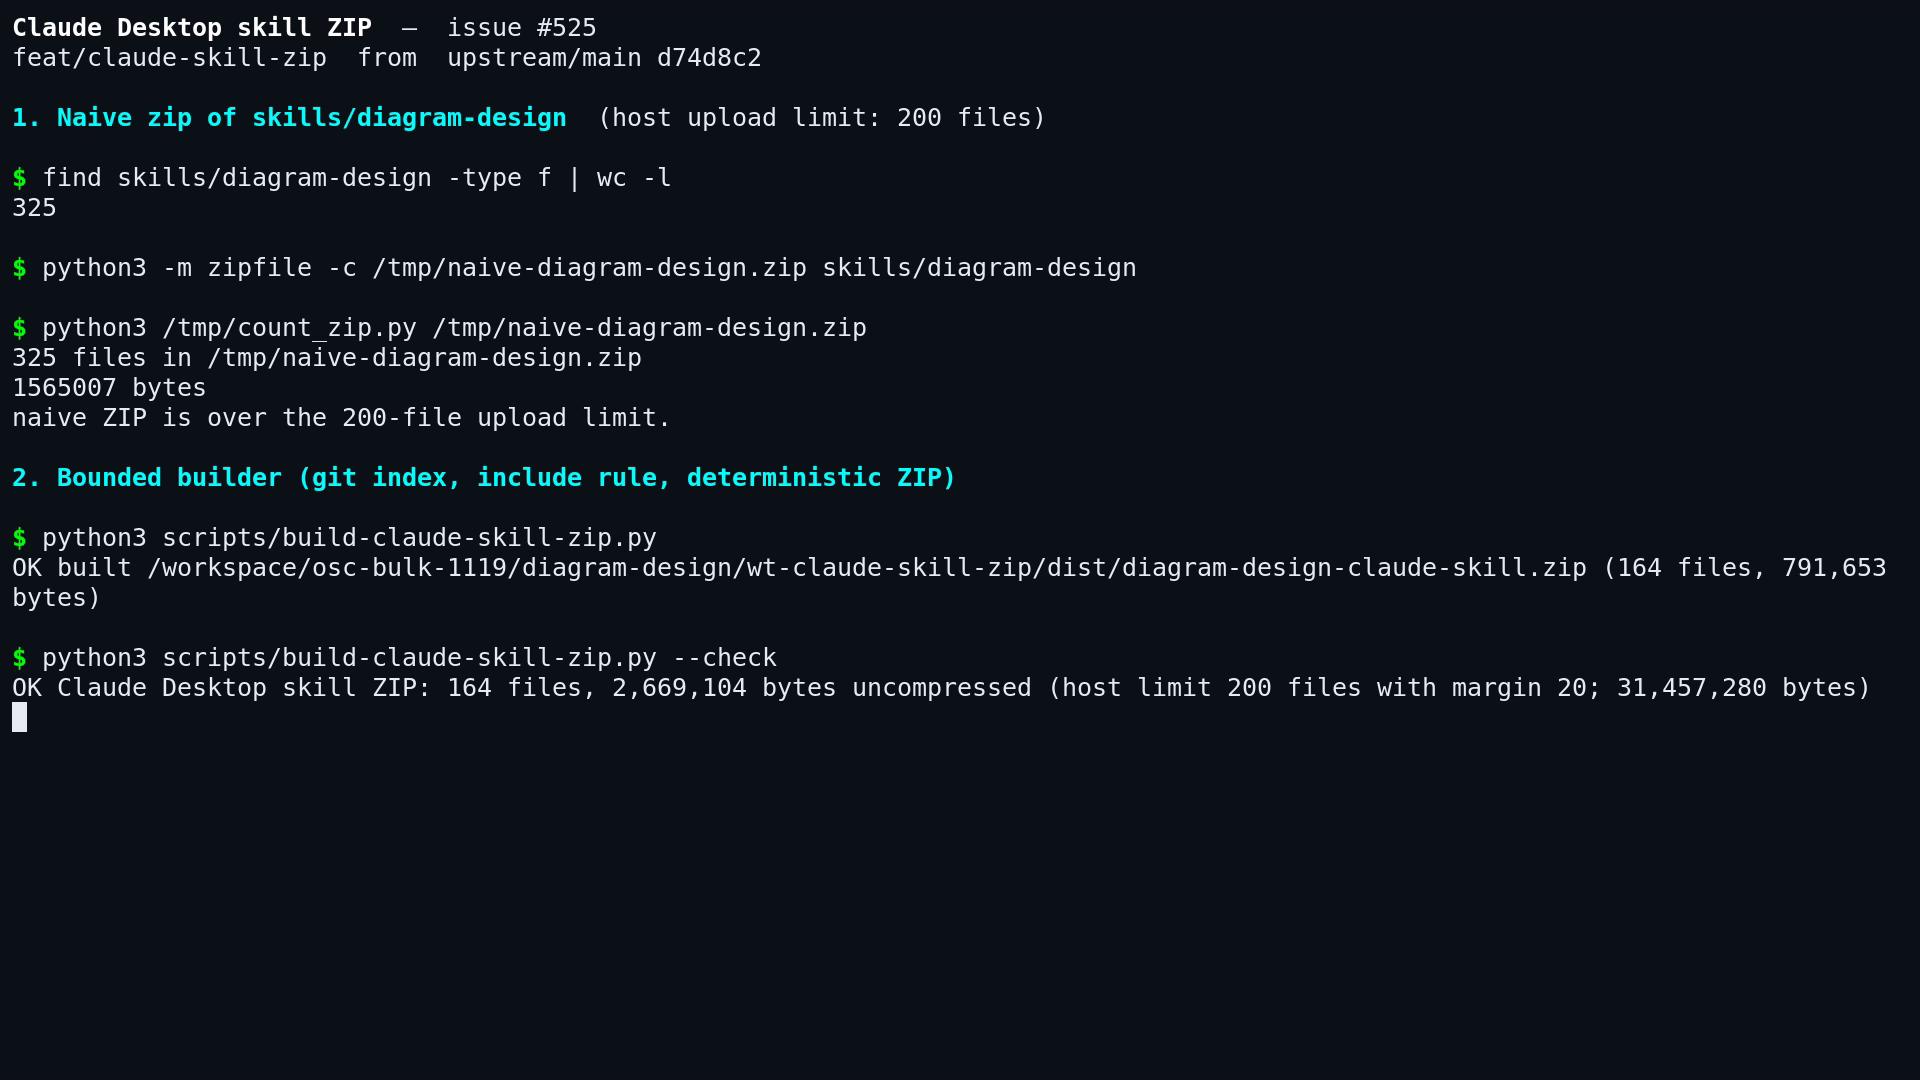 Claude Desktop skill ZIP — issue #525
feat/claude-skill-zip from upstream/main d74d8c2
1. Naive zip of skills/diagram-design (host upload limit: 200 files)
$ find skills/diagram-design -type f | wc -l
325
$ python3 -m zipfile -c /tmp/naive-diagram-design.zip skills/diagram-design
$ python3 /tmp/count_zip.py /tmp/naive-diagram-design.zip
325 files in /tmp/naive-diagram-design.zip
1565007 bytes
naive ZIP is over the 200-file upload limit.
2. Bounded builder (git index, include rule, deterministic ZIP)
$ python3 scripts/build-claude-skill-zip.py
OK built /workspace/osc-bulk-1119/diagram-design/wt-claude-skill-zip/dist/diagram-design-claude-skill.zip (164 files, 791,653
bytes)
$ python3 scripts/build-claude-skill-zip.py --check
OK Claude Desktop skill ZIP: 164 files, 2,669,104 bytes uncompressed (host limit 200 files with margin 20; 31,457,280 bytes)